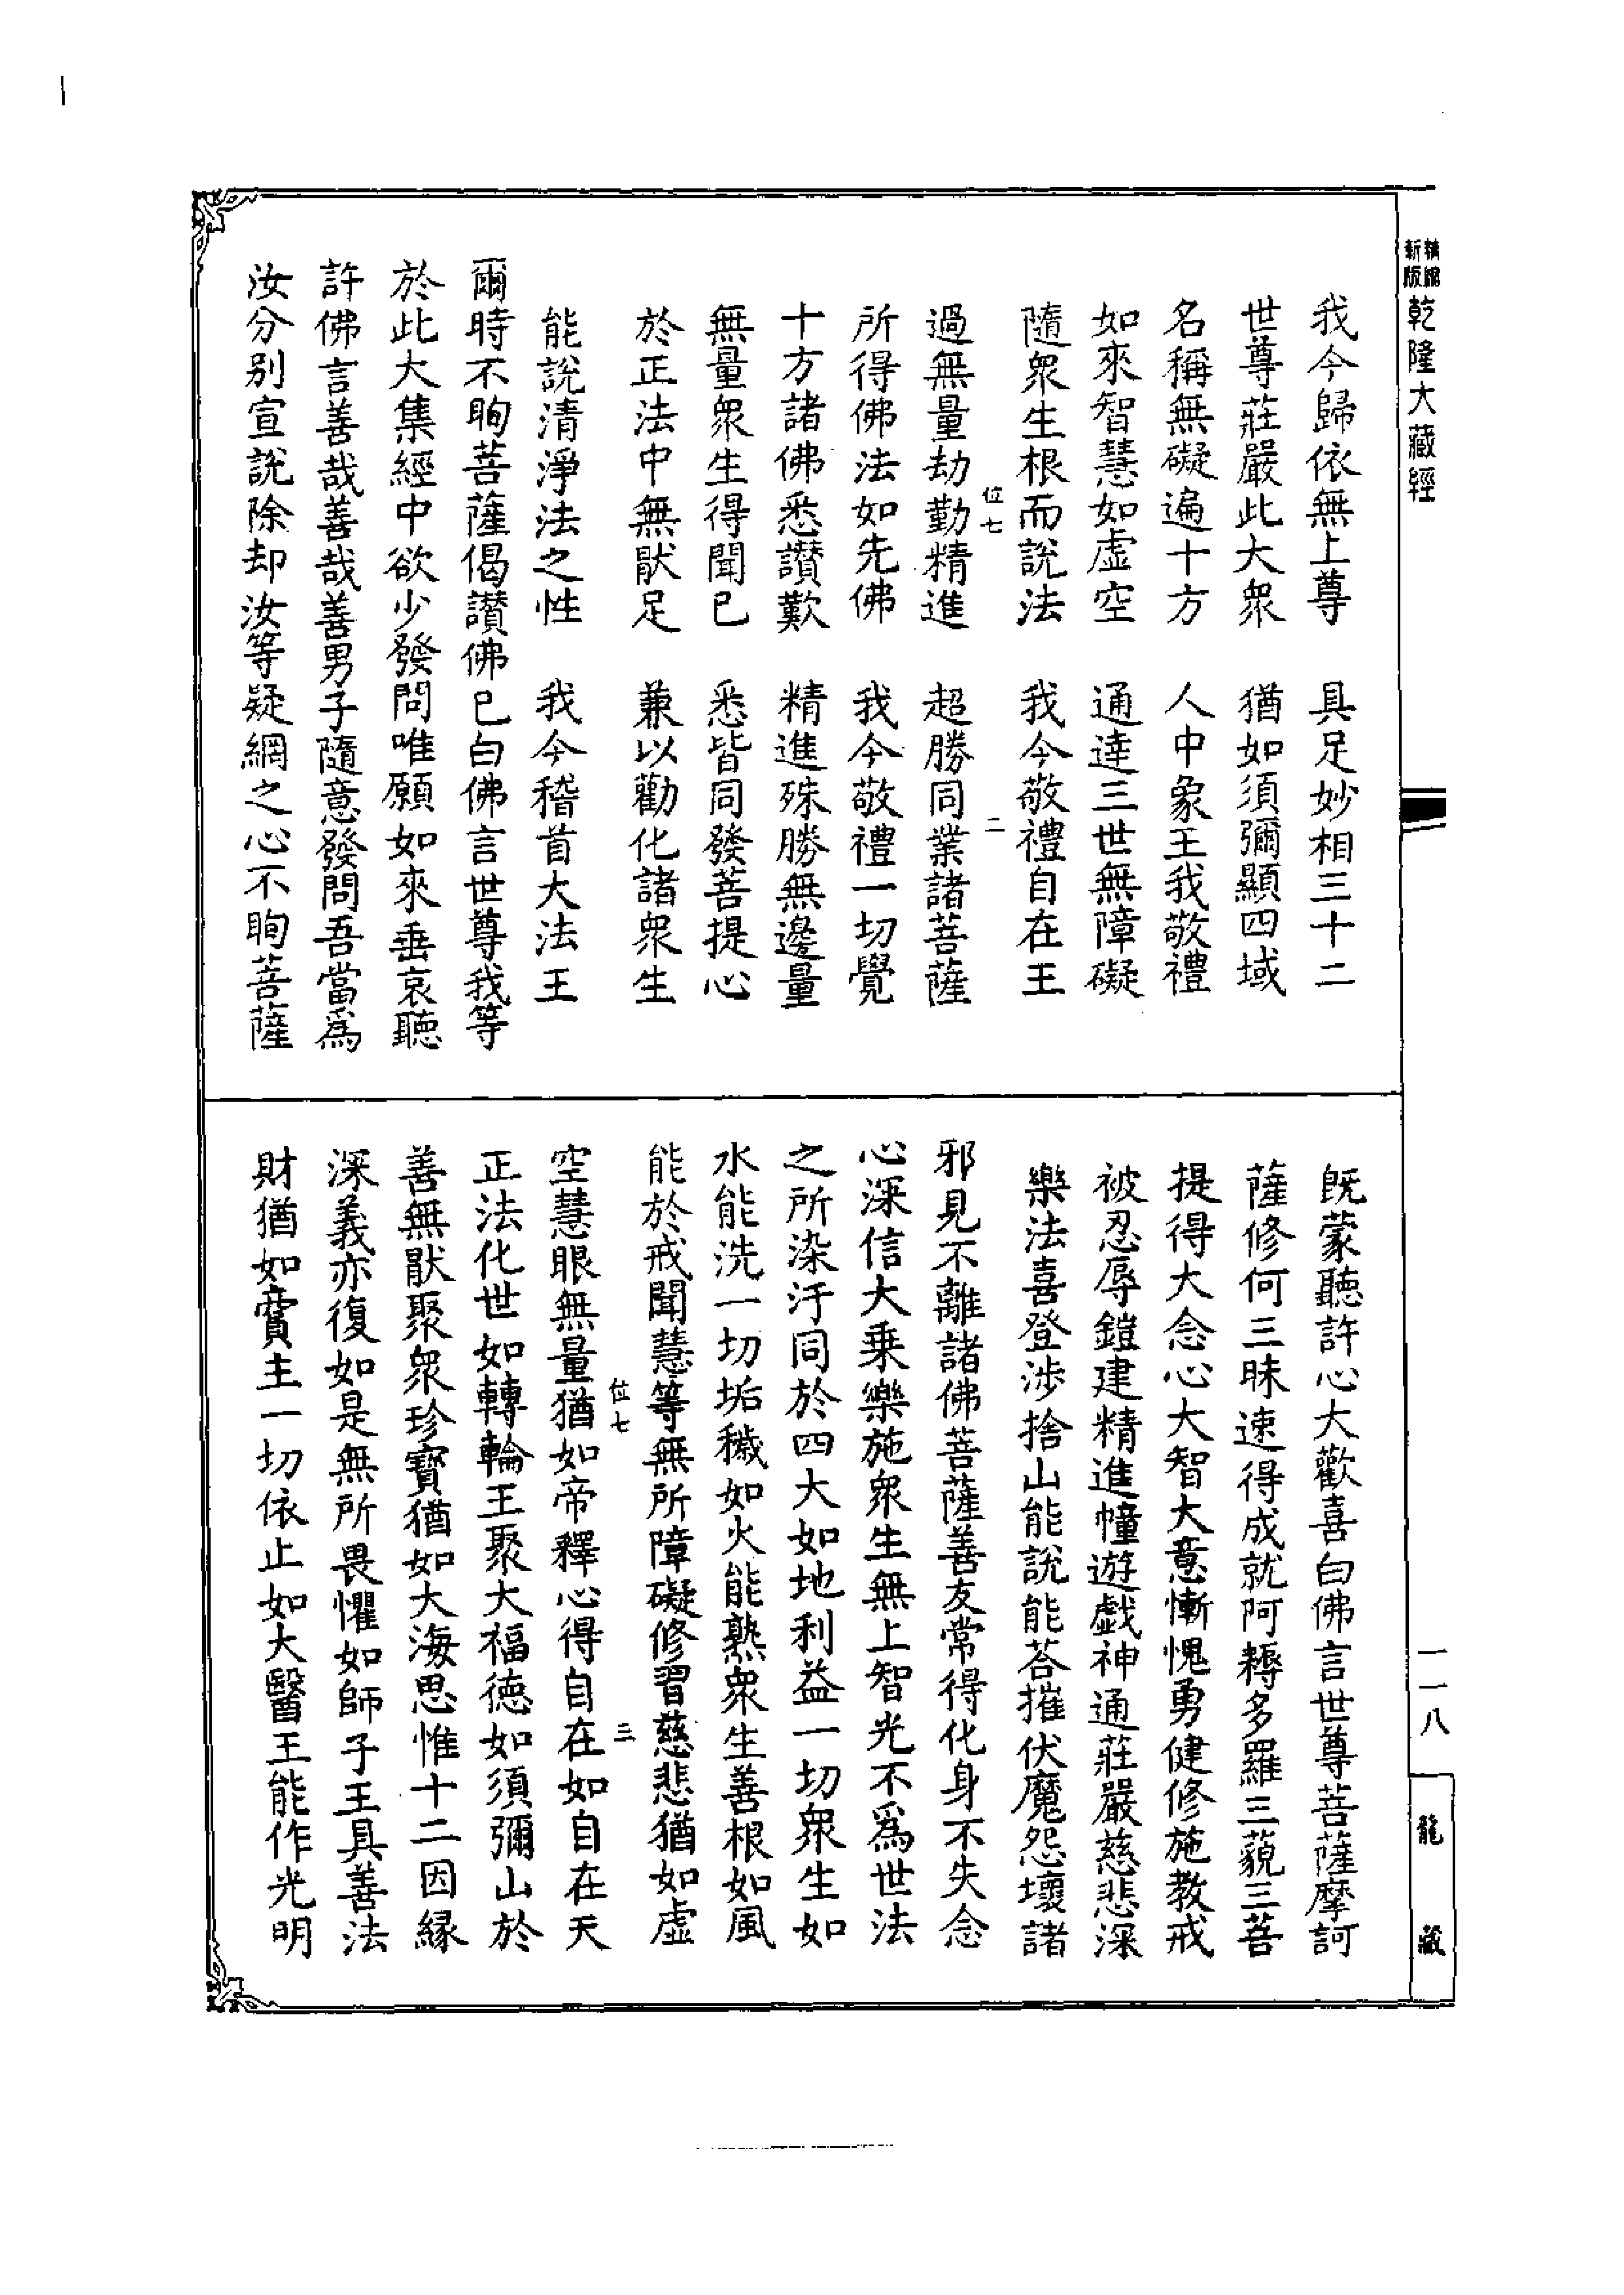 精縮新版乾隆大藏經
我今歸依無上尊　具足妙相三十二
世尊莊嚴此大衆　猶如須彌顯四域
名稱無礙遍十方　人中象王我敬禮
如來智慧如虛空　通達三世無障礙
隨衆生根而說法　我今敬禮自在王
位七　二
過無量劫勤精進　超勝同業諸菩薩
所得佛法如先佛　我今敬禮一切覺
十方諸佛悉讃歎　精進殊勝無邊量
無量衆生得聞已　悉皆同發菩提心
於正法中無猒足　兼以勸化諸衆生
能說清淨法之性　我今稽首大法王
爾時不眴菩薩偈讃佛已白佛言世尊我等
於此大集經中欲少發問唯願如來垂哀聽
許佛言善哉善哉善男子隨意發問吾當爲
汝分别宣說除却汝等疑網之心不眴菩薩
既蒙聽許心大歡喜白佛言世尊菩薩摩訶
薩修何三昧速得成就阿耨多羅三藐三菩
提得大念心大智大意慚愧勇健修施教戒
被忍辱鎧建精進幢遊戲神通莊嚴慈悲深
樂法喜登涉捨山能說能荅摧伏魔怨壞諸
邪見不離諸佛菩薩善友常得化身不失念
心深信大乗樂施衆生無上智光不爲世法
之所染汙同於四大如地利益一切衆生如
水能洗一切垢穢如火能熟衆生善根如風
能於戒聞慧等無所障礙修習慈悲猶如虛
位七　三
空慧眼無量猶如帝釋心得自在如自在天
正法化世如轉輪王聚大福德如須彌山於
善無猒聚衆珍寶猶如大海思惟十二因緣
深義亦復如是無所畏懼如師子王具善法
財猶如賓主一切依止如大醫王能作光明
一一八
龍藏